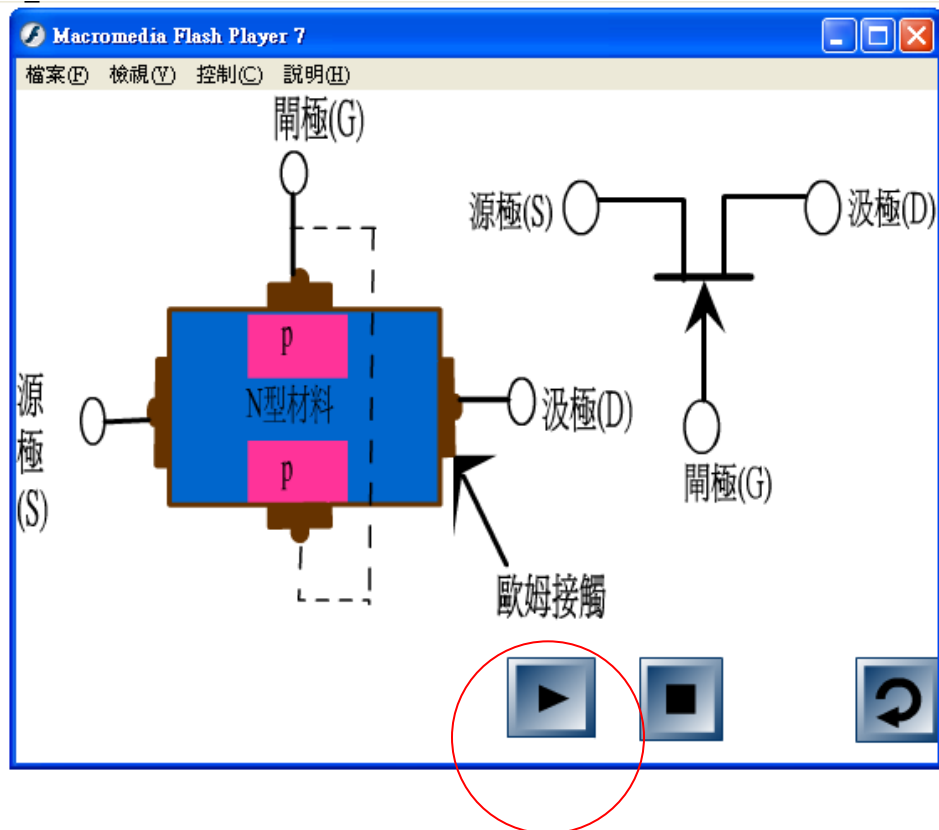 Macromedia Flash Player 7
檔案(F) 檢視(V) 控制(C) 說明(H)
閘極(G)
源極(S)
汲極(D)
p
N型材料
源
極
(S)
汲極(D)
p
閘極(G)
歐姆接觸